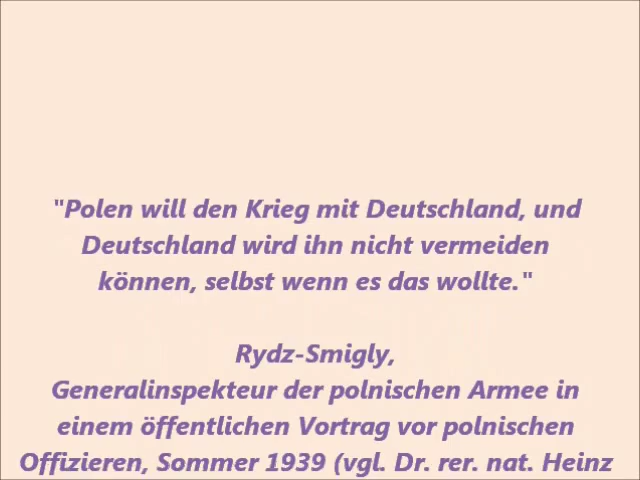 "Polen will den Krieg mit Deutschland, und
Deutschland wird ihn nicht vermeiden
können, selbst wenn es das wollte."
Rydz-Smigly,
Generalinspekteur der polnischen Armee in
einem öffentlichen Vortrag vor polnischen
Offizieren, Sommer 1939 (vgl. Dr. rer. nat. Heinz